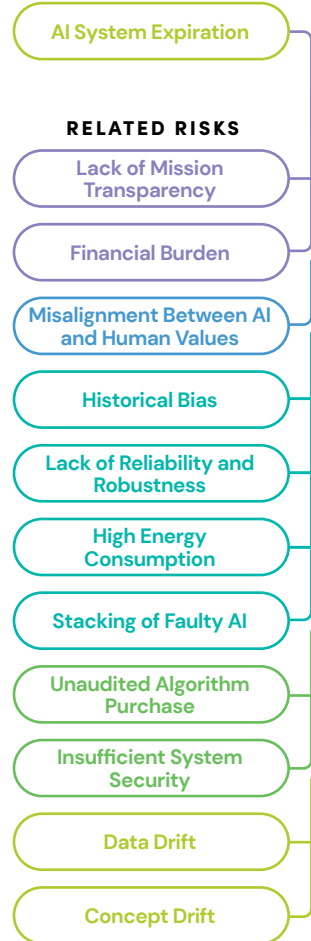 AI System Expiration
RELATED RISKS
Lack of Mission
Transparency
Financial Burden
Misalignment Between AI
and Human Values
Historical Bias
Lack of Reliability and
Robustness
High Energy
Consumption
Stacking of Faulty AI
Unaudited Algorithm
Purchase
Insufficient System
Security
Data Drift
Concept Drift